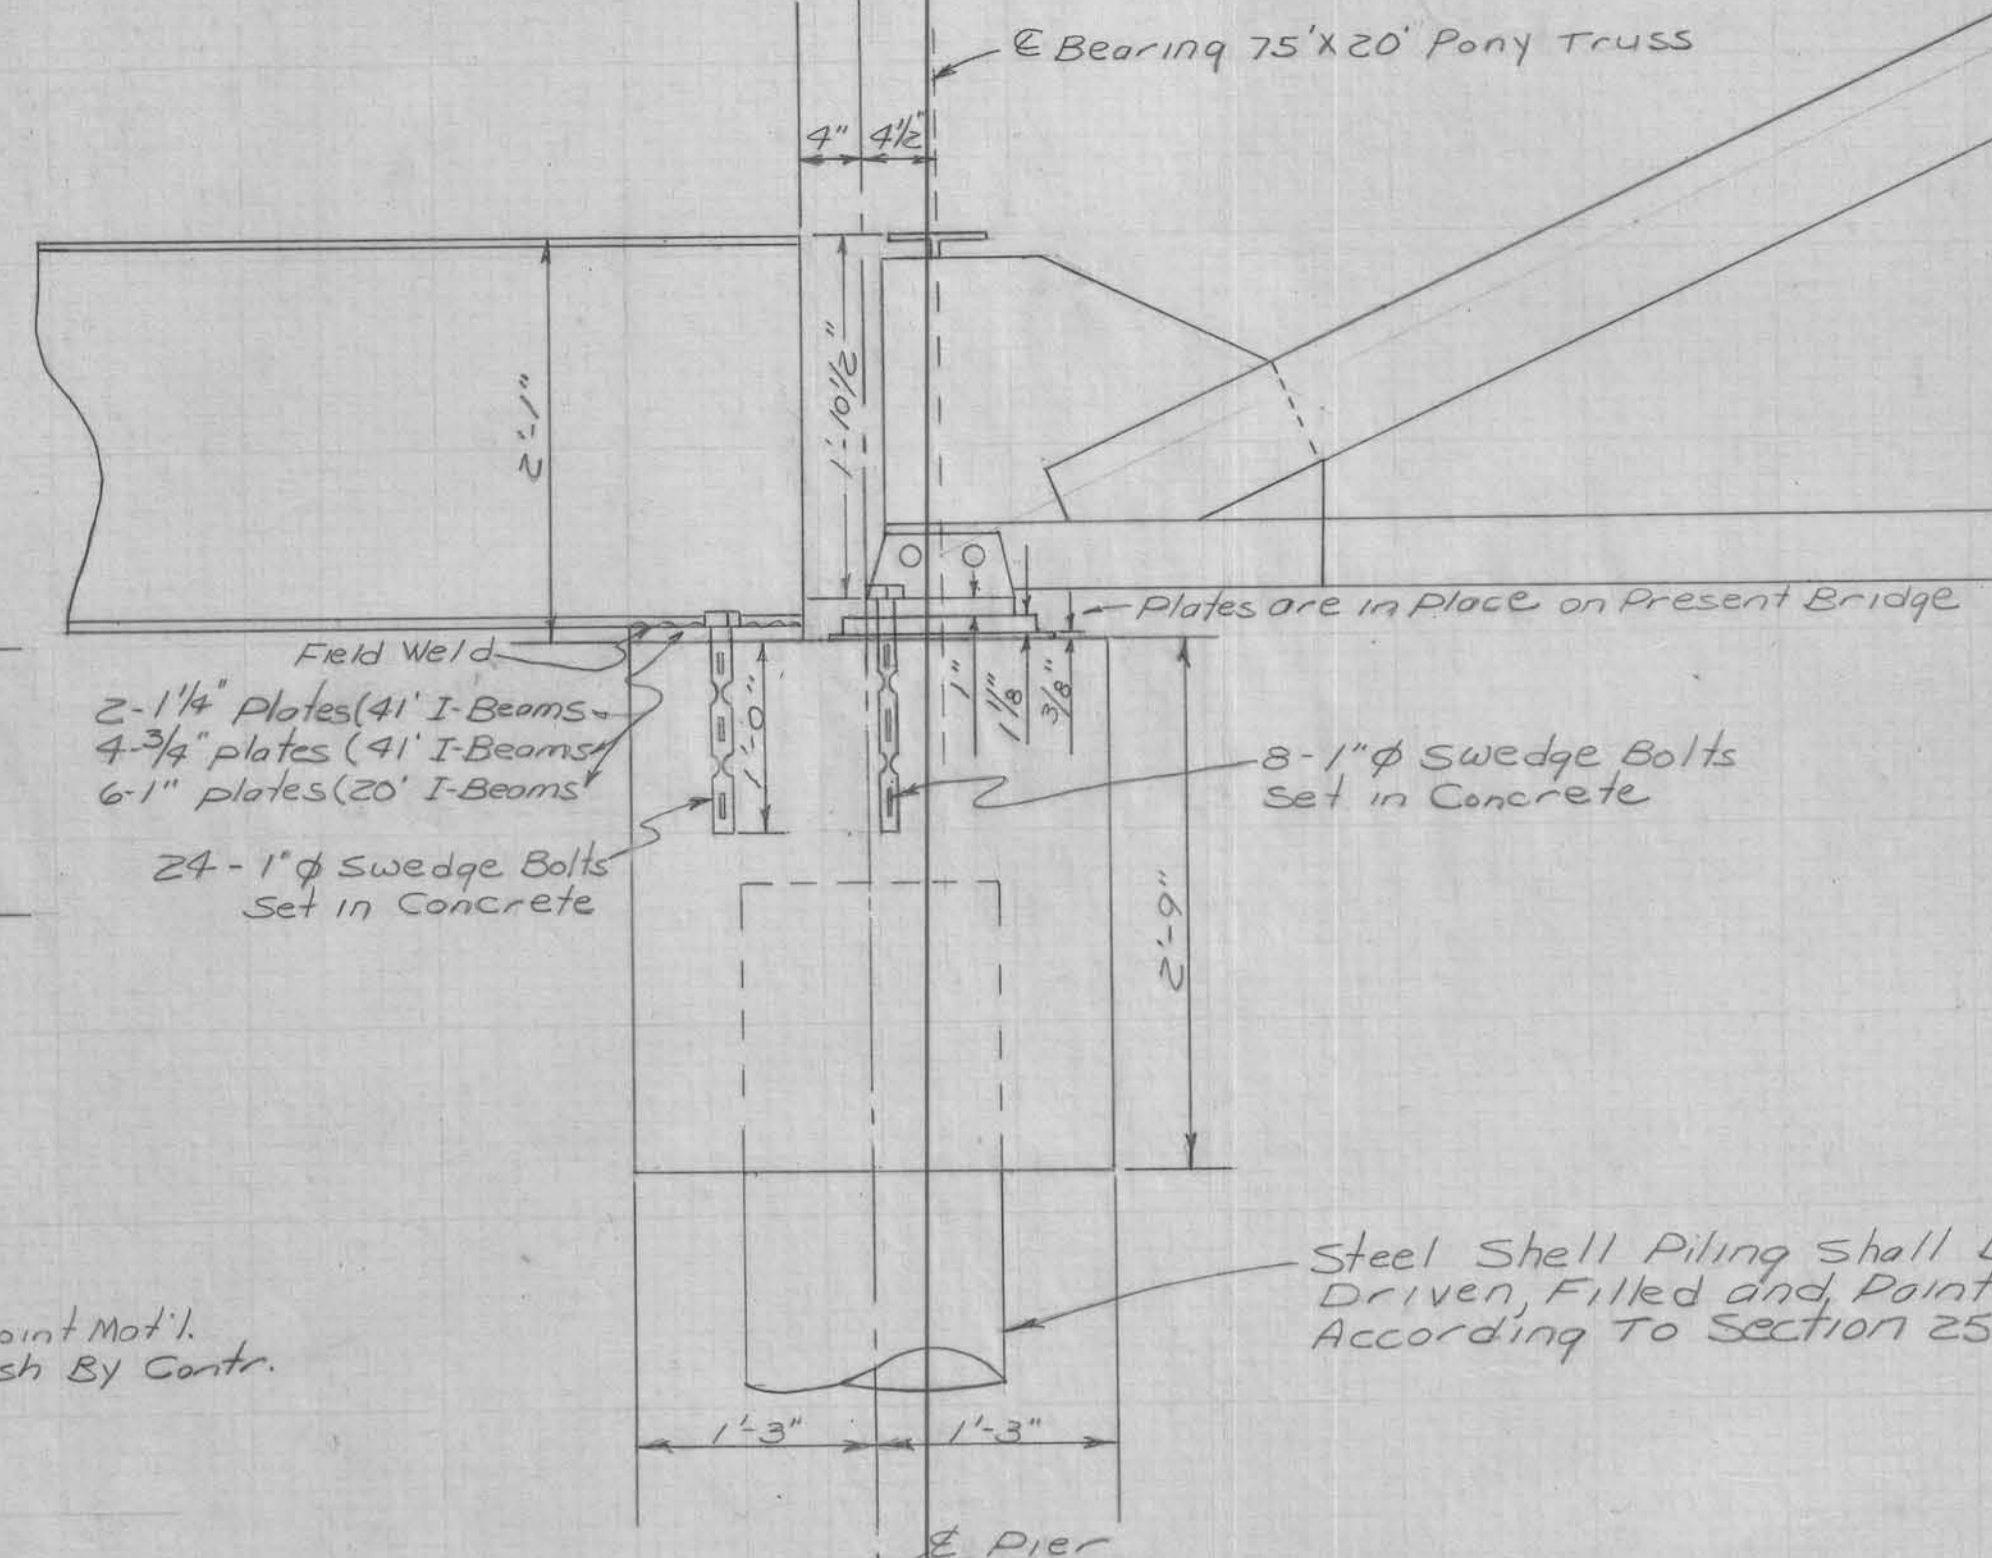 ℄ Bearing 75'X20' Pony Truss
4" 4½"
2'-1"
1'-10½"
Plates are in Place on Present Bridge
Field Weld
2-1¼" Plates (41' I-Beams
4-¾" plates (41' I-Beams
6-1" plates (20' I-Beams
1'-0"
1"
1⅛"
3/8"
8-1"φ Swedge Bolts
Set in Concrete
24-1"φ Swedge Bolts
Set in Concrete
2'-9"
Steel Shell Piling Shall
Driven, Filled and Paint
According To Section 25
oint Mat'l.
sh By Contr.
1'-3" 1'-3"
℄ Pier